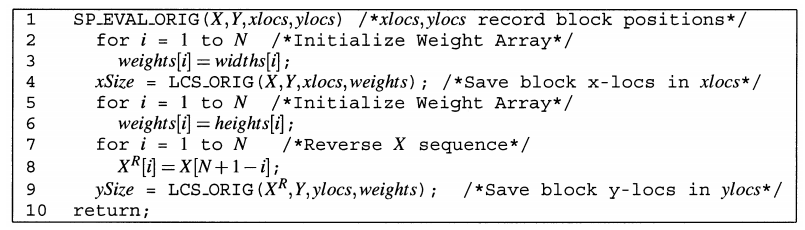 1 SP_EVAL_ORIG(X,Y,xlocs,ylocs) /*xlocs,ylocs record block positions*/
2 for i = 1 to N /*Initialize Weight Array*/
3 weights[i]=widths[i];
4 xSize = LCS_ORIG(X,Y,xlocs,weights); /*Save block x-locs in xlocs*/
5 for i = 1 to N /*Initialize Weight Array*/
6 weights[i]=heights[i];
7 for i = 1 to N /*Reverse X sequence*/
8 X^R[i]=X[N+1−i];
9 ySize = LCS_ORIG(X^R,Y,ylocs,weights); /*Save block y-locs in ylocs*/
10 return;